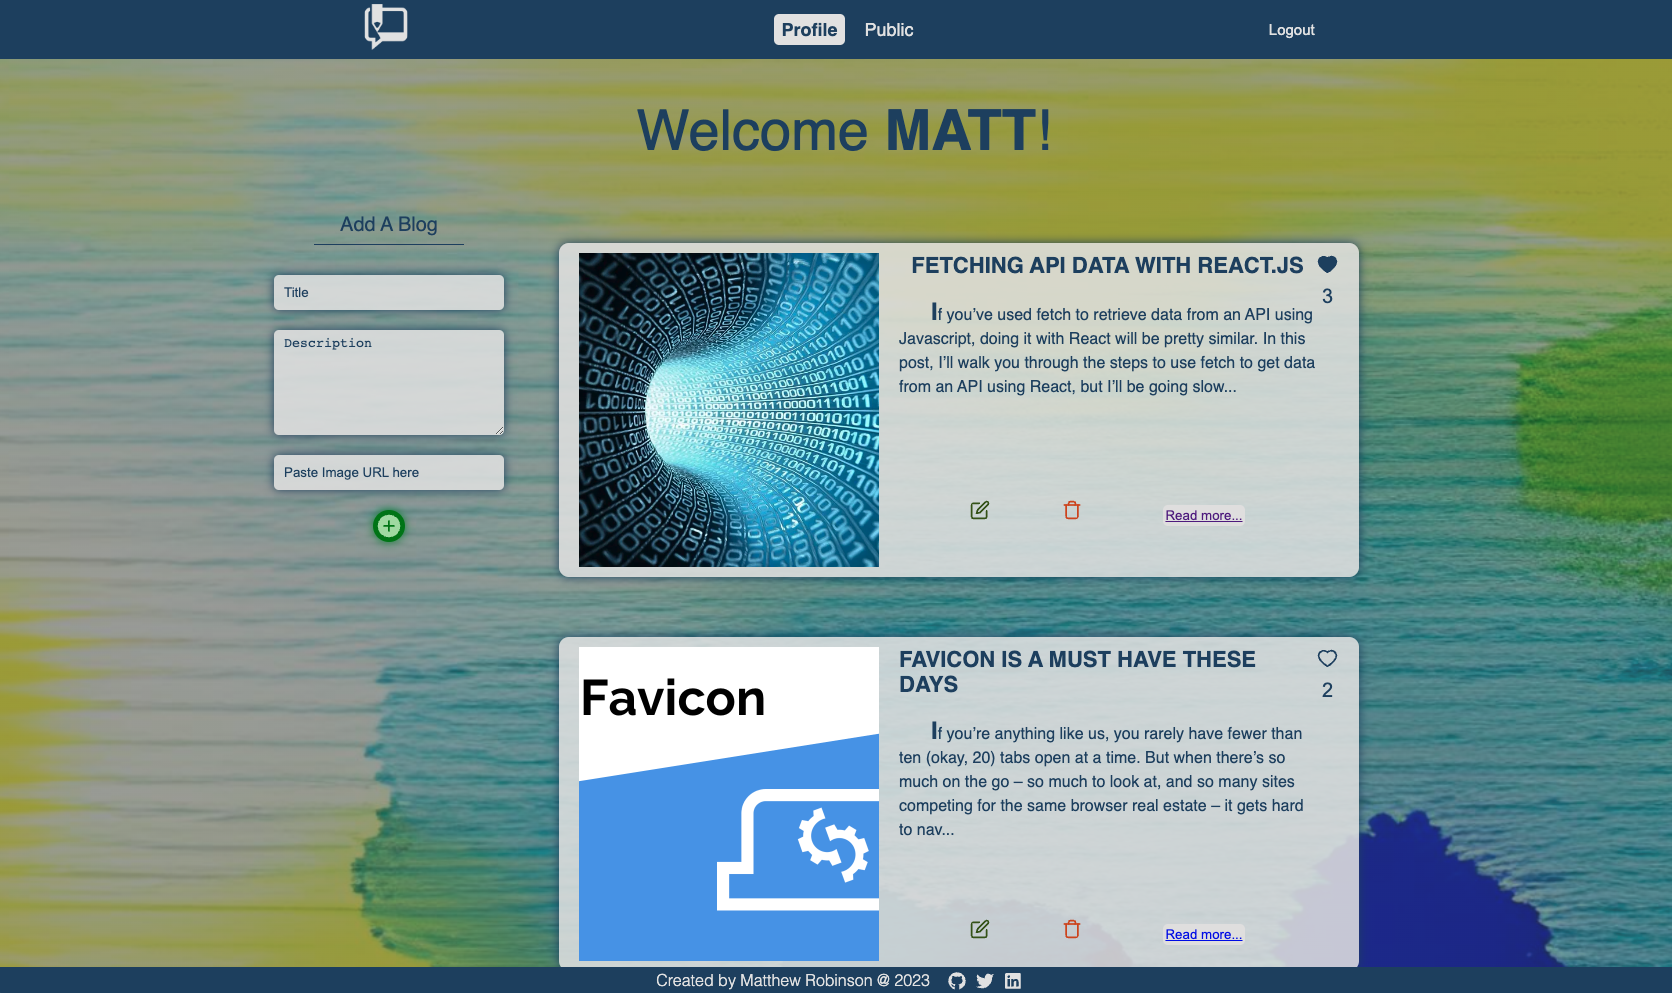 Profile
Public
Logout
Welcome MATT!
Add A Blog
Title
Description
Paste Image URL here
FETCHING API DATA WITH REACT.JS
3
If you’ve used fetch to retrieve data from an API using
Javascript, doing it with React will be pretty similar. In this
post, I’ll walk you through the steps to use fetch to get data
from an API using React, but I’ll be going slow...
Read more...
Favicon
FAVICON IS A MUST HAVE THESE
DAYS
2
If you’re anything like us, you rarely have fewer than
ten (okay, 20) tabs open at a time. But when there’s so
much on the go – so much to look at, and so many sites
competing for the same browser real estate – it gets hard
to nav...
Read more...
Created by Matthew Robinson @ 2023